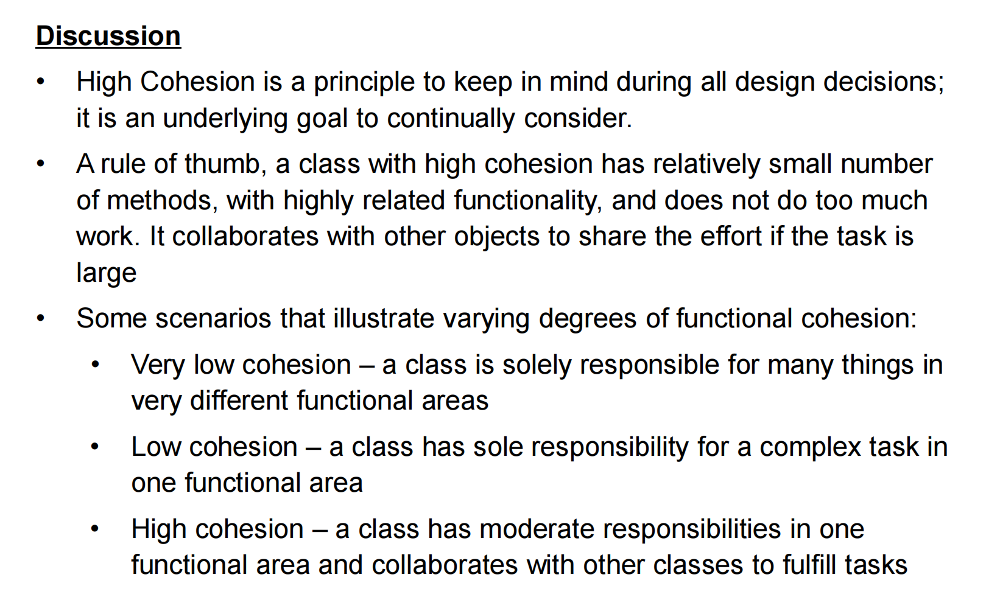 Discussion
• High Cohesion is a principle to keep in mind during all design decisions;
it is an underlying goal to continually consider.
• A rule of thumb, a class with high cohesion has relatively small number
of methods, with highly related functionality, and does not do too much
work. It collaborates with other objects to share the effort if the task is
large
• Some scenarios that illustrate varying degrees of functional cohesion:
• Very low cohesion – a class is solely responsible for many things in
very different functional areas
• Low cohesion – a class has sole responsibility for a complex task in
one functional area
• High cohesion – a class has moderate responsibilities in one
functional area and collaborates with other classes to fulfill tasks